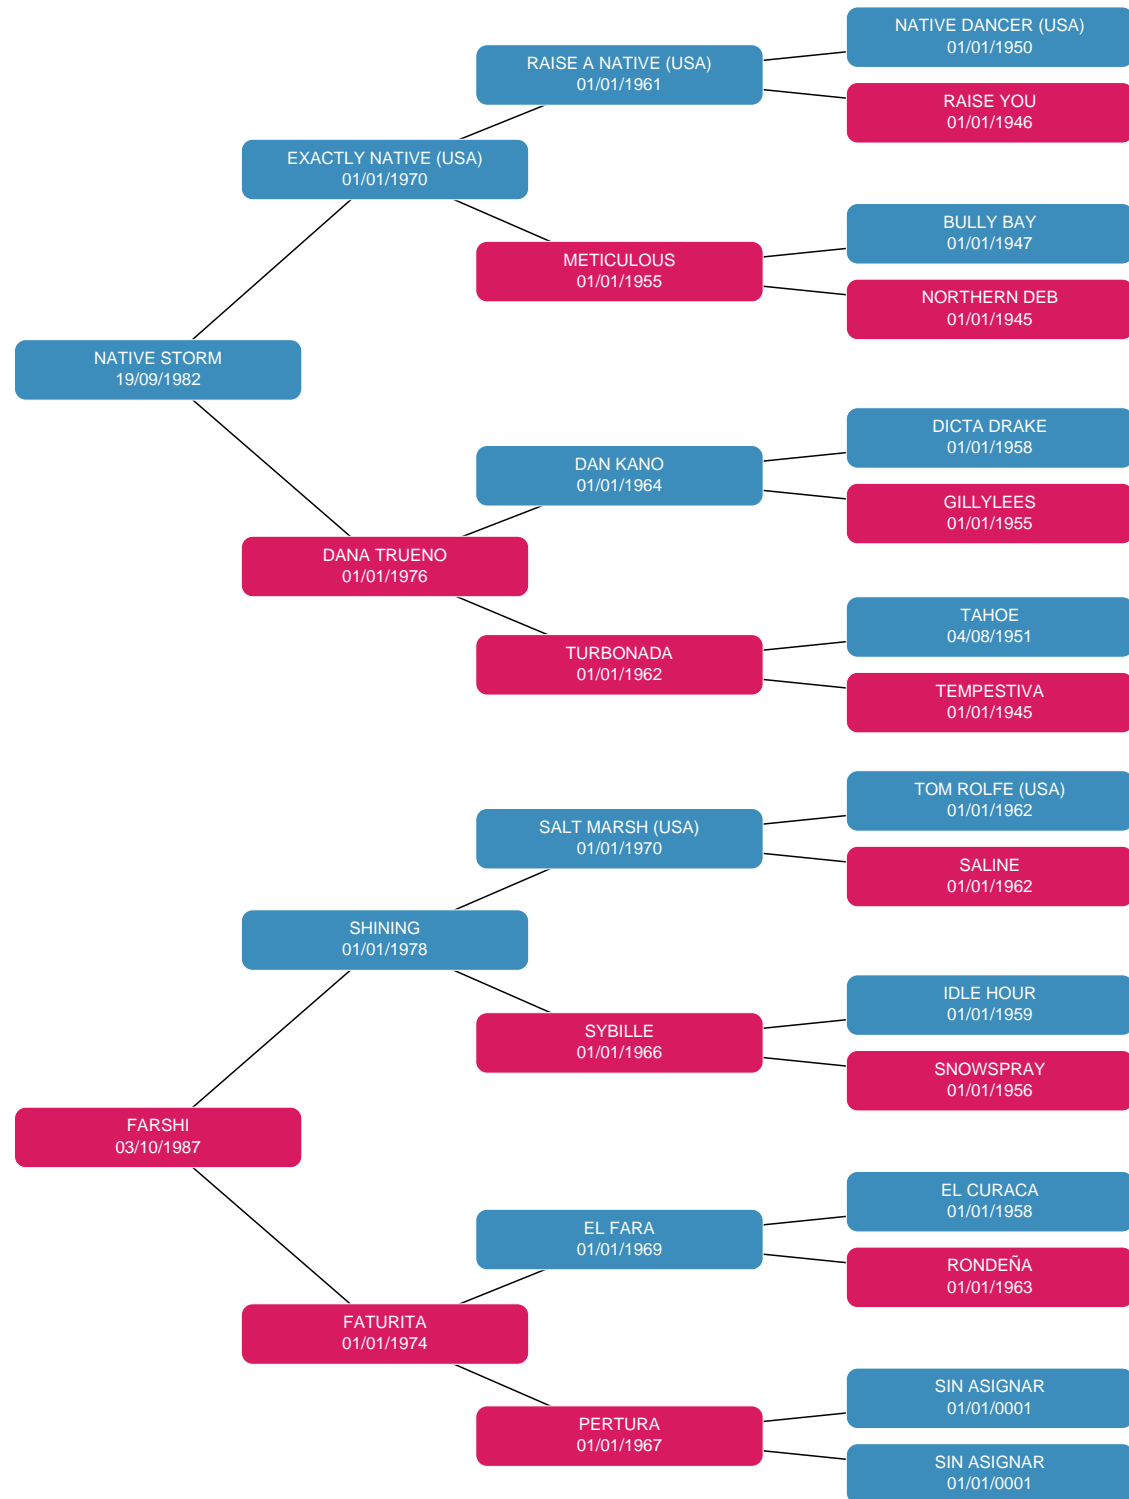 NATIVE DANCER (USA)
01/01/1950
RAISE A NATIVE (USA)
01/01/1961
RAISE YOU
01/01/1946
EXACTLY NATIVE (USA)
01/01/1970
BULLY BAY
01/01/1947
METICULOUS
01/01/1955
NORTHERN DEB
01/01/1945
NATIVE STORM
19/09/1982
DICTA DRAKE
01/01/1958
DAN KANO
01/01/1964
GILLYLEES
01/01/1955
DANA TRUENO
01/01/1976
TAHOE
04/08/1951
TURBONADA
01/01/1962
TEMPESTIVA
01/01/1945
TOM ROLFE (USA)
01/01/1962
SALT MARSH (USA)
01/01/1970
SALINE
01/01/1962
SHINING
01/01/1978
IDLE HOUR
01/01/1959
SYBILLE
01/01/1966
SNOWSPRAY
01/01/1956
FARSHI
03/10/1987
EL CURACA
01/01/1958
EL FARA
01/01/1969
RONDEÑA
01/01/1963
FATURITA
01/01/1974
SIN ASIGNAR
01/01/0001
PERTURA
01/01/1967
SIN ASIGNAR
01/01/0001